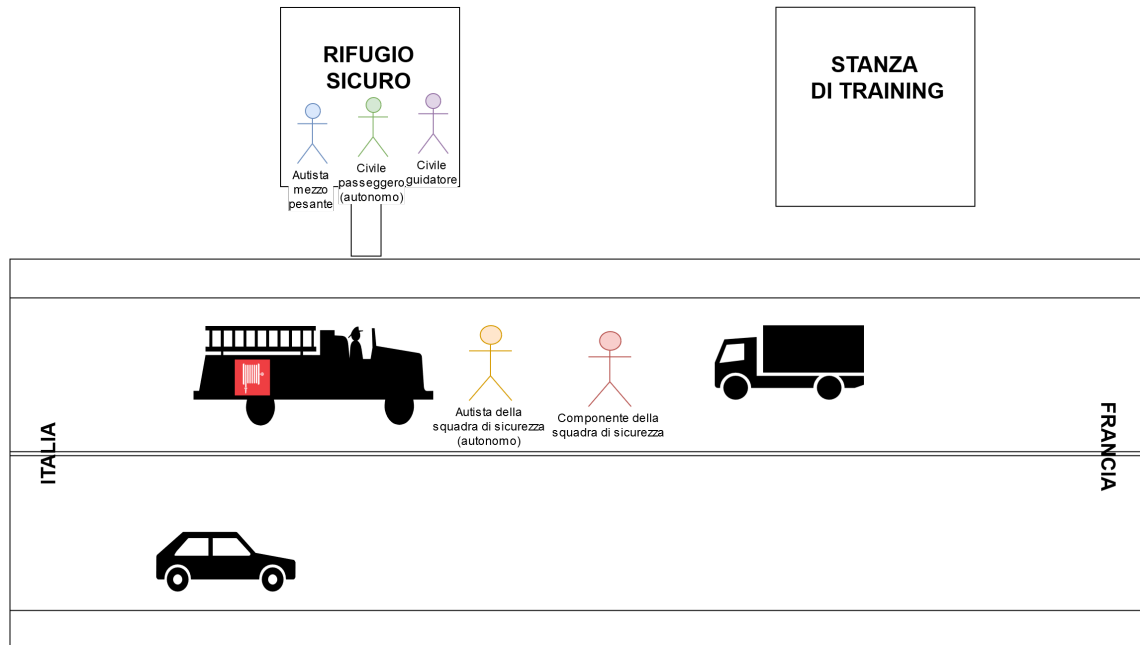 RIFUGIO
SICURO
STANZA
DI TRAINING
Autista
mezzo
pesante
Civile
passeggero
(autonomo)
Civile
guidatore
Autista della
squadra di sicurezza
(autonomo)
Componente della
squadra di sicurezza
ITALIA
FRANCIA